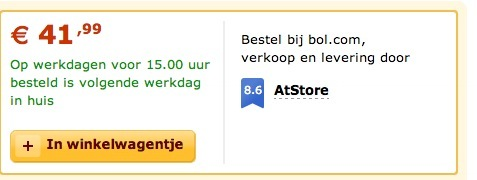 € 41,99
Op werkdagen voor 15.00 uur
besteld is volgende werkdag
in huis
+ In winkelwagentje
Bestel bij bol.com,
verkoop en levering door
8.6 AtStore